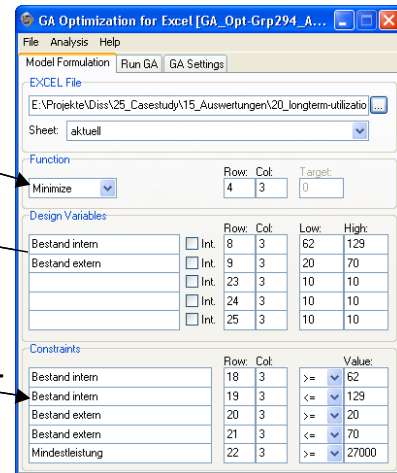 GA Optimization for Excel [GA_Opt-Grp294_A...
File Analysis Help
Model Formulation Run GA GA Settings
EXCEL File
E:\Projekte\Diss\25_Casestudy\15_Auswertungen\20_longterm-utilizatio ...
Sheet: aktuell
Function
Row: Col: Target:
Minimize 4 3 0
Design Variables
Row: Col: Low: High:
Bestand intern Int. 8 3 62 129
Bestand extern Int. 9 3 20 70
Int. 23 3 10 10
Int. 24 3 10 10
Int. 25 3 10 10
Constraints
Row: Col: Value:
Bestand intern 18 3 >= 62
Bestand intern 19 3 <= 129
Bestand extern 20 3 >= 20
Bestand extern 21 3 <= 70
Mindestleistung 22 3 >= 27000